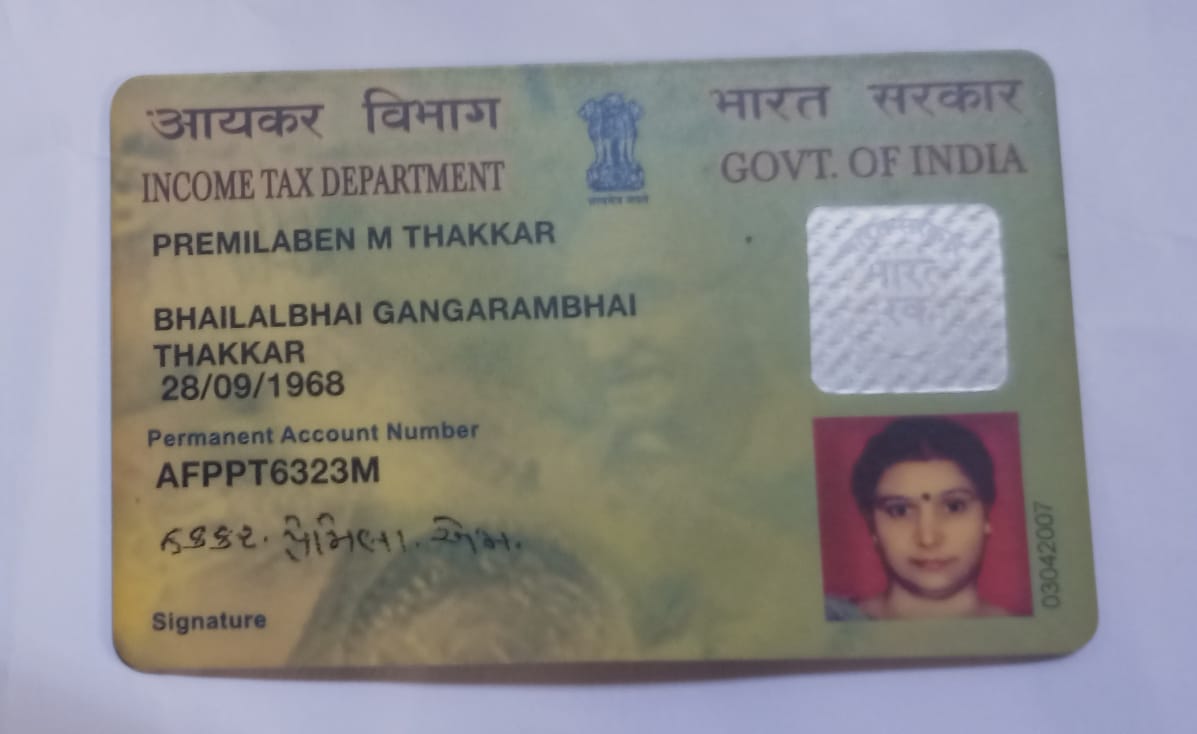 आयकर विभाग
भारत सरकार
INCOME TAX DEPARTMENT
GOVT. OF INDIA
सत्यमेव जयते
PREMILABEN M THAKKAR
BHAILALBHAI GANGARAMBHAI
THAKKAR
28/09/1968
Permanent Account Number
AFPPT6323M
ઠક્કર. પ્રેમિલા. એમ.
Signature
भारत
03042007